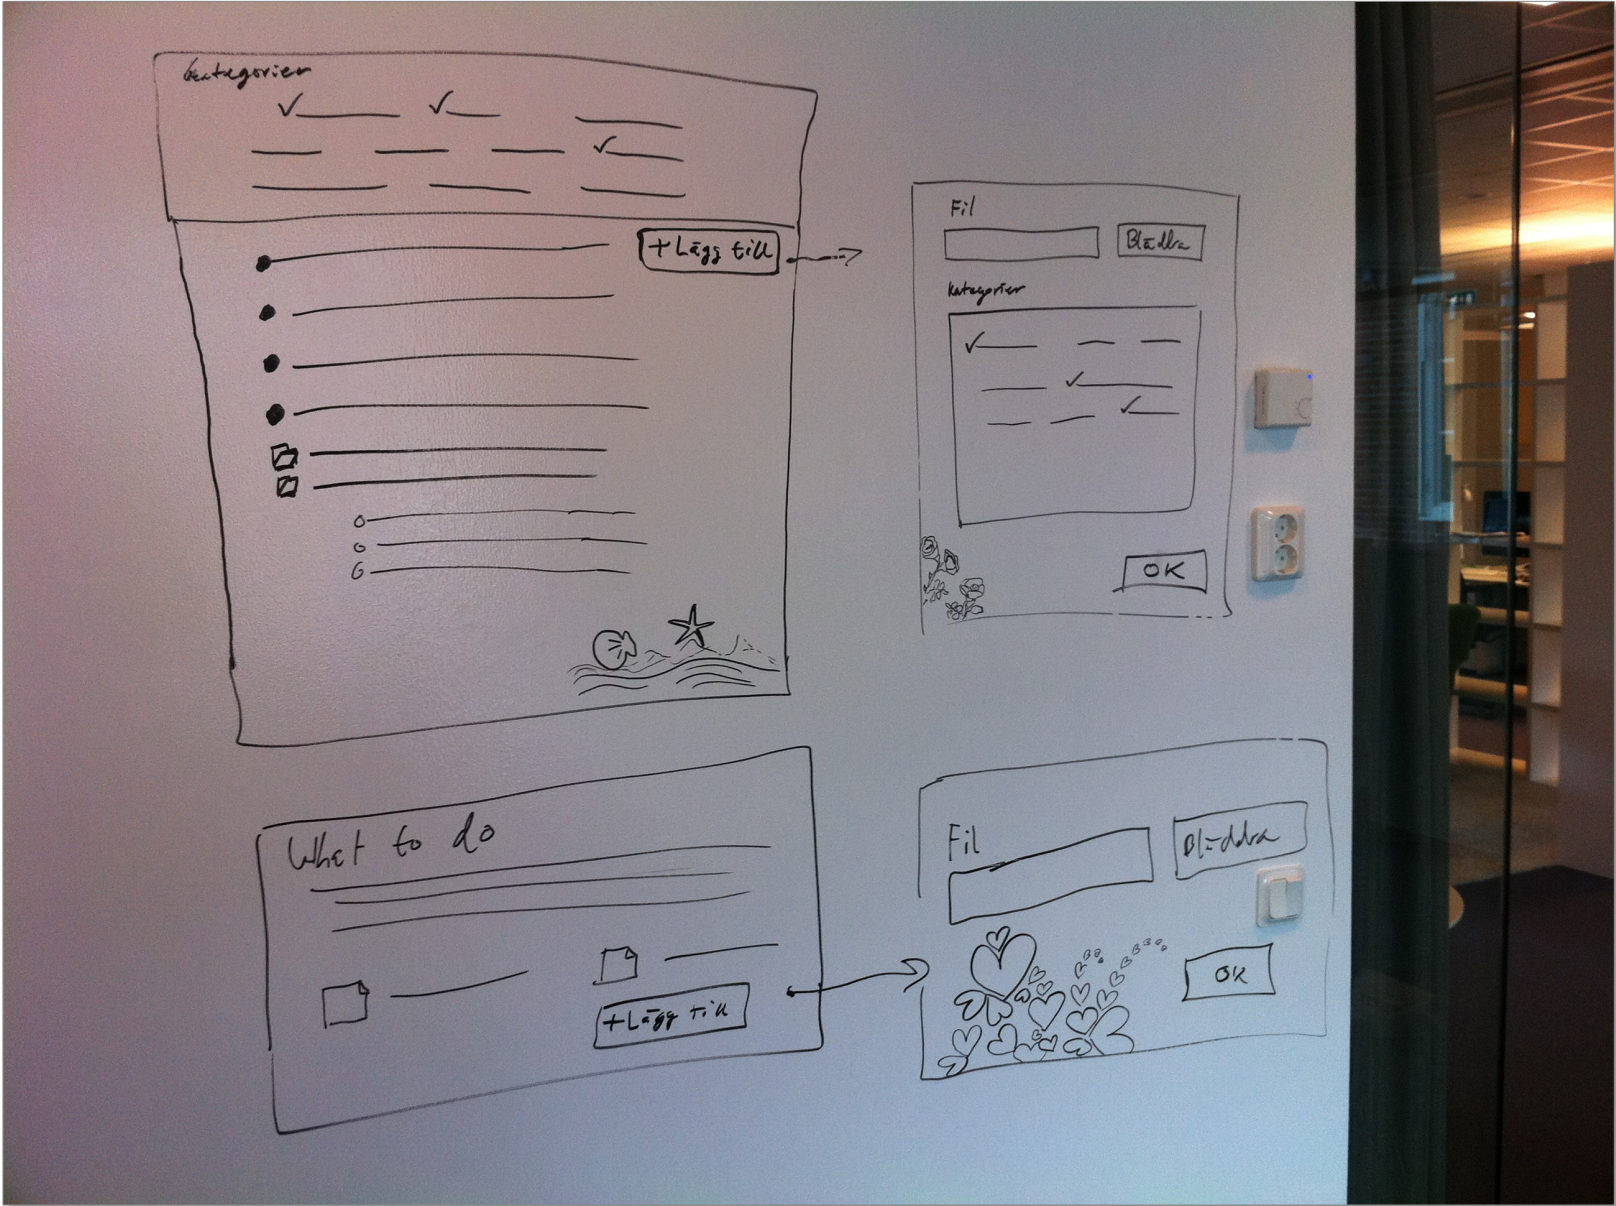 Kategorier
+ Lägg till
Fil
Bläddra
Kategorier
OK
What to do
+ Lägg till
Fil
Bläddra
OK